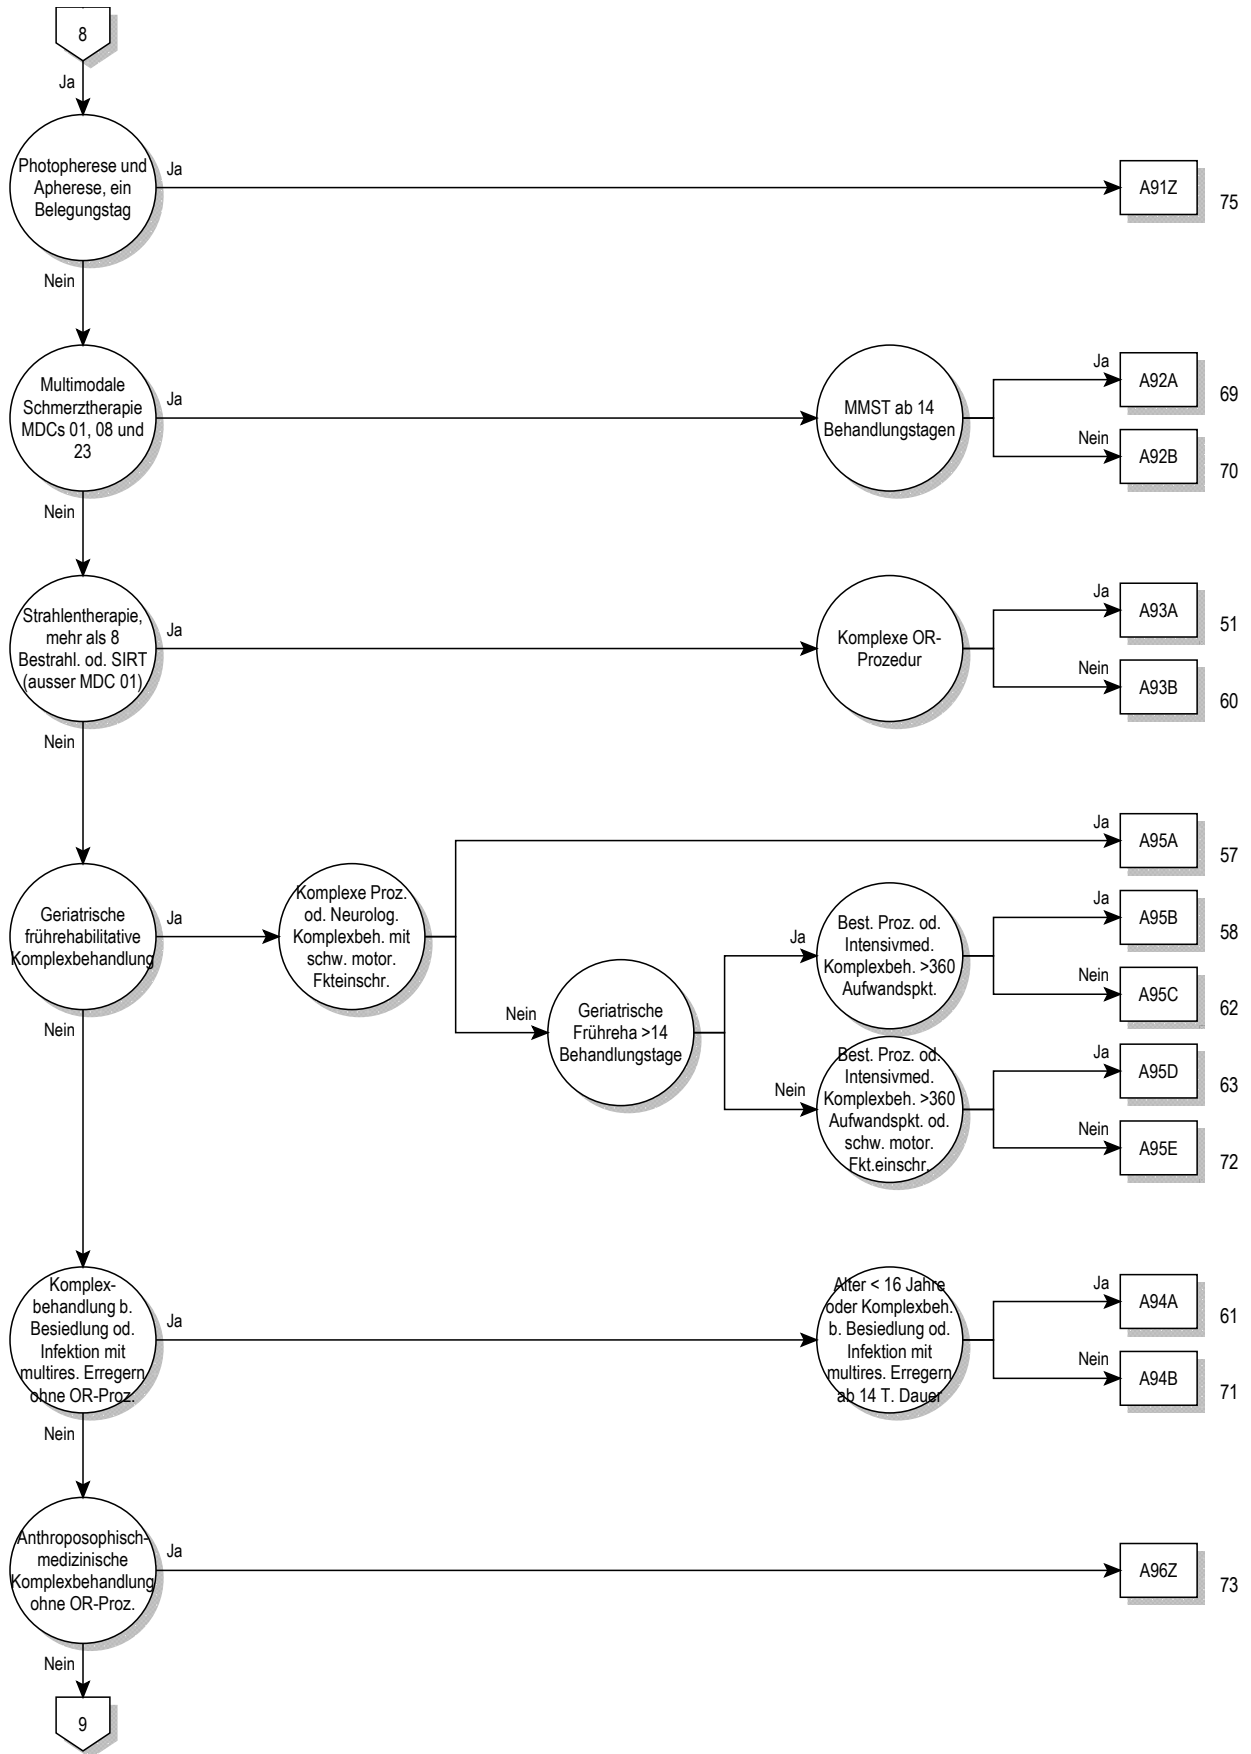 8
Ja
Photopherese und
Apherese, ein
Belegungstag
Ja
A91Z
75
Nein
Multimodale
Schmerztherapie
MDCs 01, 08 und
23
Ja
MMST ab 14
Behandlungstagen
Ja
A92A
69
Nein
A92B
70
Nein
Strahlentherapie,
mehr als 8
Bestrahl. od. SIRT
(ausser MDC 01)
Ja
Komplexe OR-
Prozedur
Ja
A93A
51
Nein
A93B
60
Nein
Geriatrische
frührehabilitative
Komplexbehandlung
Ja
Komplexe Proz.
od. Neurolog.
Komplexbeh. mit
schw. motor.
Fkteinschr.
Ja
A95A
57
Nein
Geriatrische
Frühreha >14
Behandlungstage
Ja
Best. Proz. od.
Intensivmed.
Komplexbeh. >360
Aufwandspkt.
Ja
A95B
58
Nein
A95C
62
Nein
Best. Proz. od.
Intensivmed.
Komplexbeh. >360
Aufwandspkt. od.
schw. motor.
Fkt.einschr.
Ja
A95D
63
Nein
A95E
72
Nein
Komplex-
behandlung b.
Besiedlung od.
Infektion mit
multires. Erregern
ohne OR-Proz.
Ja
Alter < 16 Jahre
oder Komplexbeh.
b. Besiedlung od.
Infektion mit
multires. Erregern
ab 14 T. Dauer
Ja
A94A
61
Nein
A94B
71
Nein
Anthroposophisch-
medizinische
Komplexbehandlung
ohne OR-Proz.
Ja
A96Z
73
Nein
9